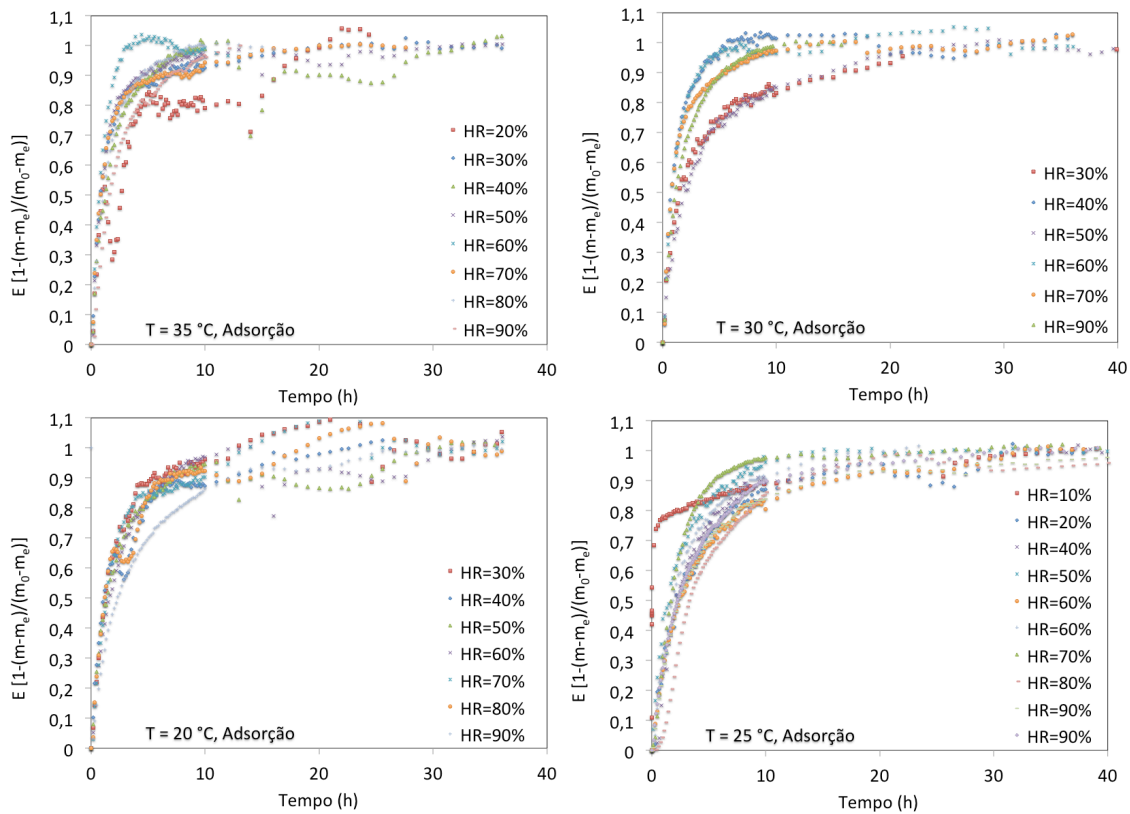 1,1
1
0,9
0,8
0,7
0,6
0,5
0,4
0,3
0,2
0,1
0
E [1-(m-me)/(m0-me)]
0 10 20 30 40
Tempo (h)
T = 35 °C, Adsorção
HR=20%
HR=30%
HR=40%
HR=50%
HR=60%
HR=70%
HR=80%
HR=90%
1,1
1
0,9
0,8
0,7
0,6
0,5
0,4
0,3
0,2
0,1
0
E [1-(m-me)/(m0-me)]
0 10 20 30 40
Tempo (h)
T = 30 °C, Adsorção
HR=30%
HR=40%
HR=50%
HR=60%
HR=70%
HR=90%
1,1
1
0,9
0,8
0,7
0,6
0,5
0,4
0,3
0,2
0,1
0
E [1-(m-me)/(m0-me)]
0 10 20 30 40
Tempo (h)
T = 20 °C, Adsorção
HR=30%
HR=40%
HR=50%
HR=60%
HR=70%
HR=80%
HR=90%
1,1
1
0,9
0,8
0,7
0,6
0,5
0,4
0,3
0,2
0,1
0
E [1-(m-me)/(m0-me)]
0 10 20 30 40
Tempo (h)
T = 25 °C, Adsorção
HR=10%
HR=20%
HR=40%
HR=50%
HR=60%
HR=60%
HR=70%
HR=80%
HR=90%
HR=90%